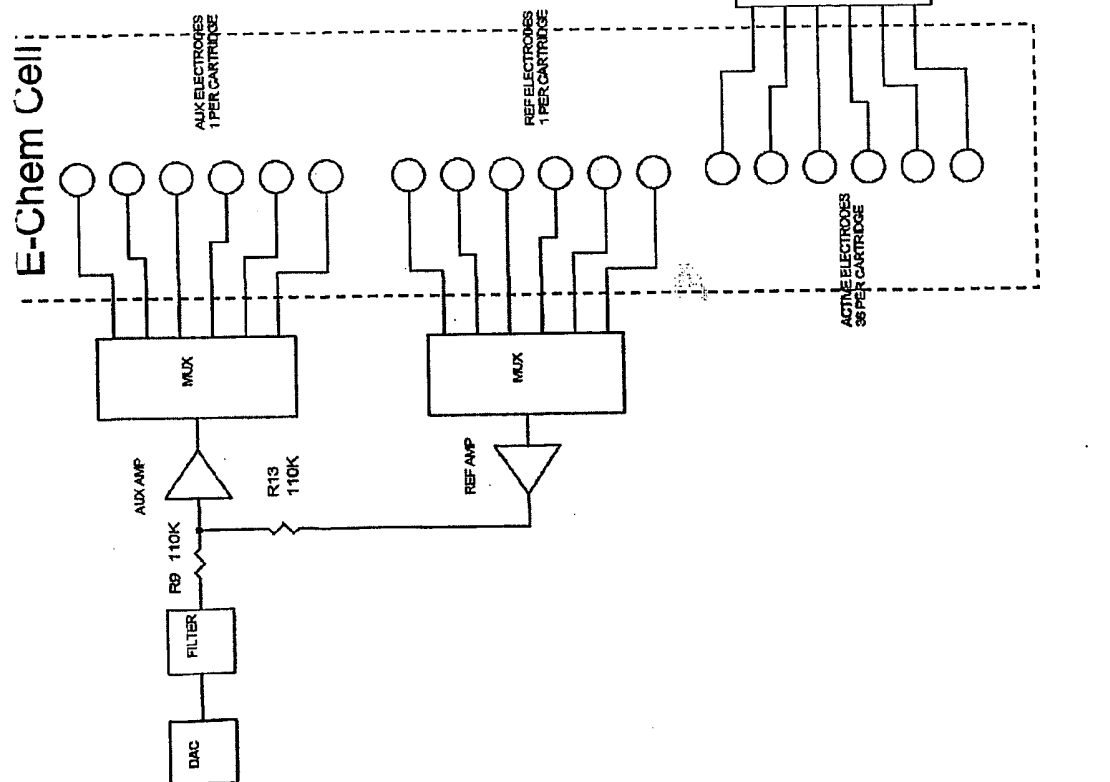 E-Chem Cell
AUX ELECTRODES
1 PER CARTRIDGE
REF ELECTRODES
1 PER CARTRIDGE
ACTIVE ELECTRODES
36 PER CARTRIDGE
MUX
MUX
AUX AMP
R13
110K
REF AMP
R9 110K
FILTER
DAC